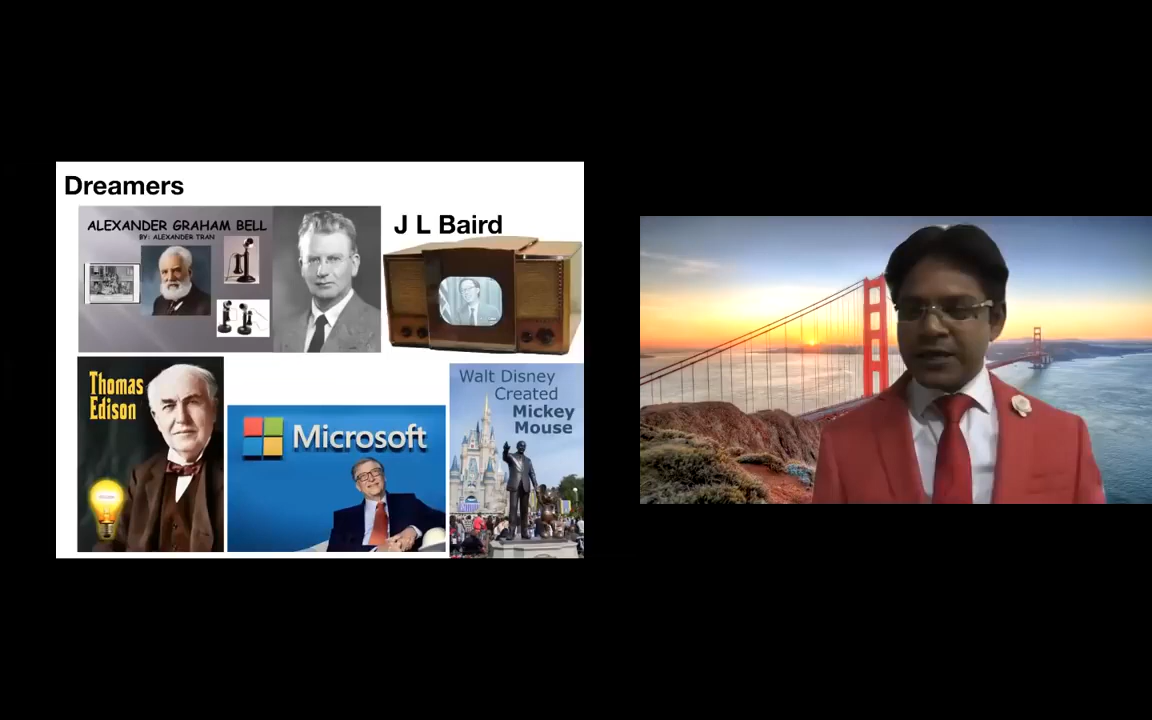 Dreamers
ALEXANDER GRAHAM BELL
BY: ALEXANDER TRAN
J L Baird
Thomas
Edison
Microsoft
Walt Disney
Created
Mickey
Mouse